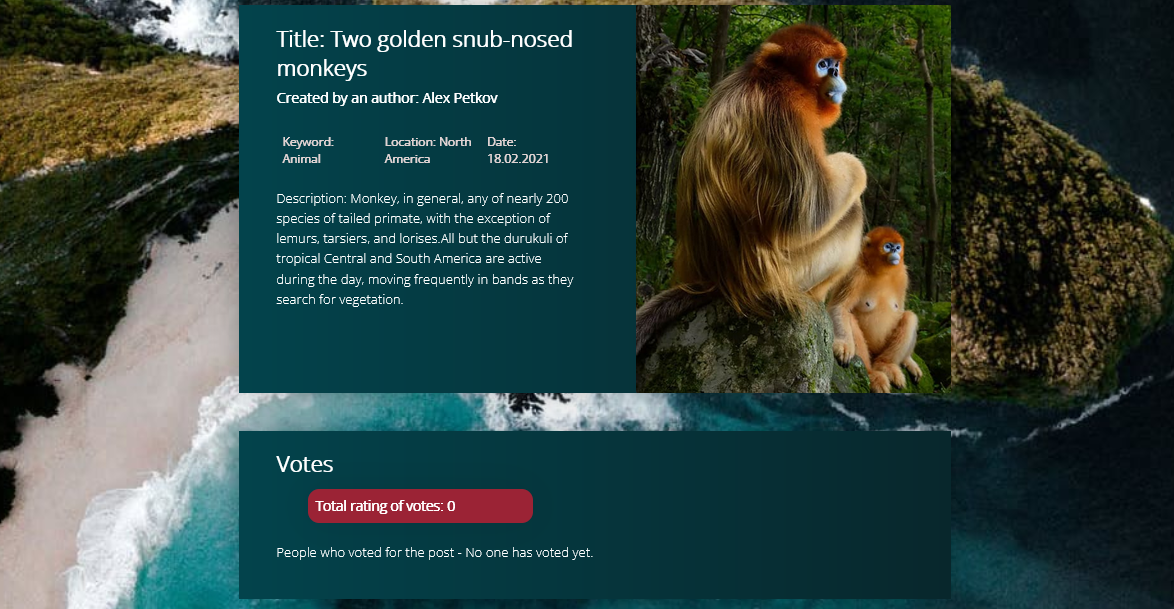 Title: Two golden snub-nosed
monkeys
Created by an author: Alex Petkov
Keyword:
Animal
Location: North
America
Date:
18.02.2021
Description: Monkey, in general, any of nearly 200
species of tailed primate, with the exception of
lemurs, tarsiers, and lorises.All but the durukuli of
tropical Central and South America are active
during the day, moving frequently in bands as they
search for vegetation.
Votes
Total rating of votes: 0
People who voted for the post - No one has voted yet.